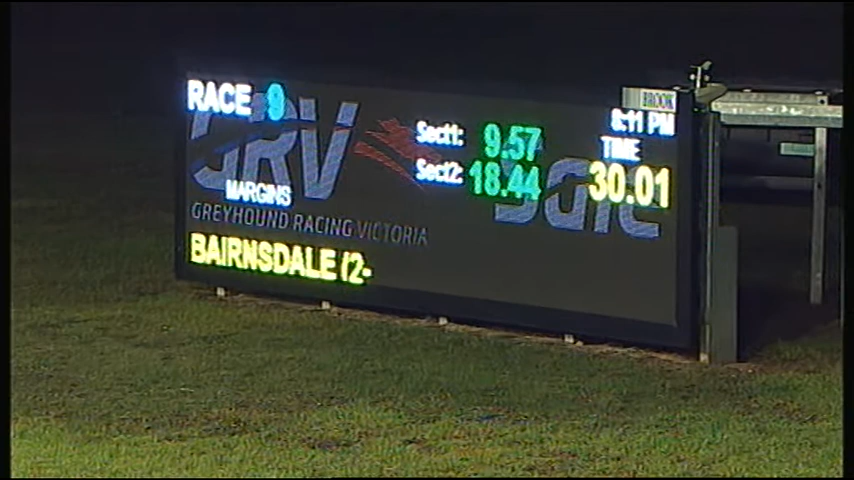 RACE 9
GRV
GREYHOUND RACING VICTORIA
MARGINS
BAIRNSDALE (2-
Sect1: 9.57
Sect2: 18.44
BROOK
8:11 PM
TIME
30.01